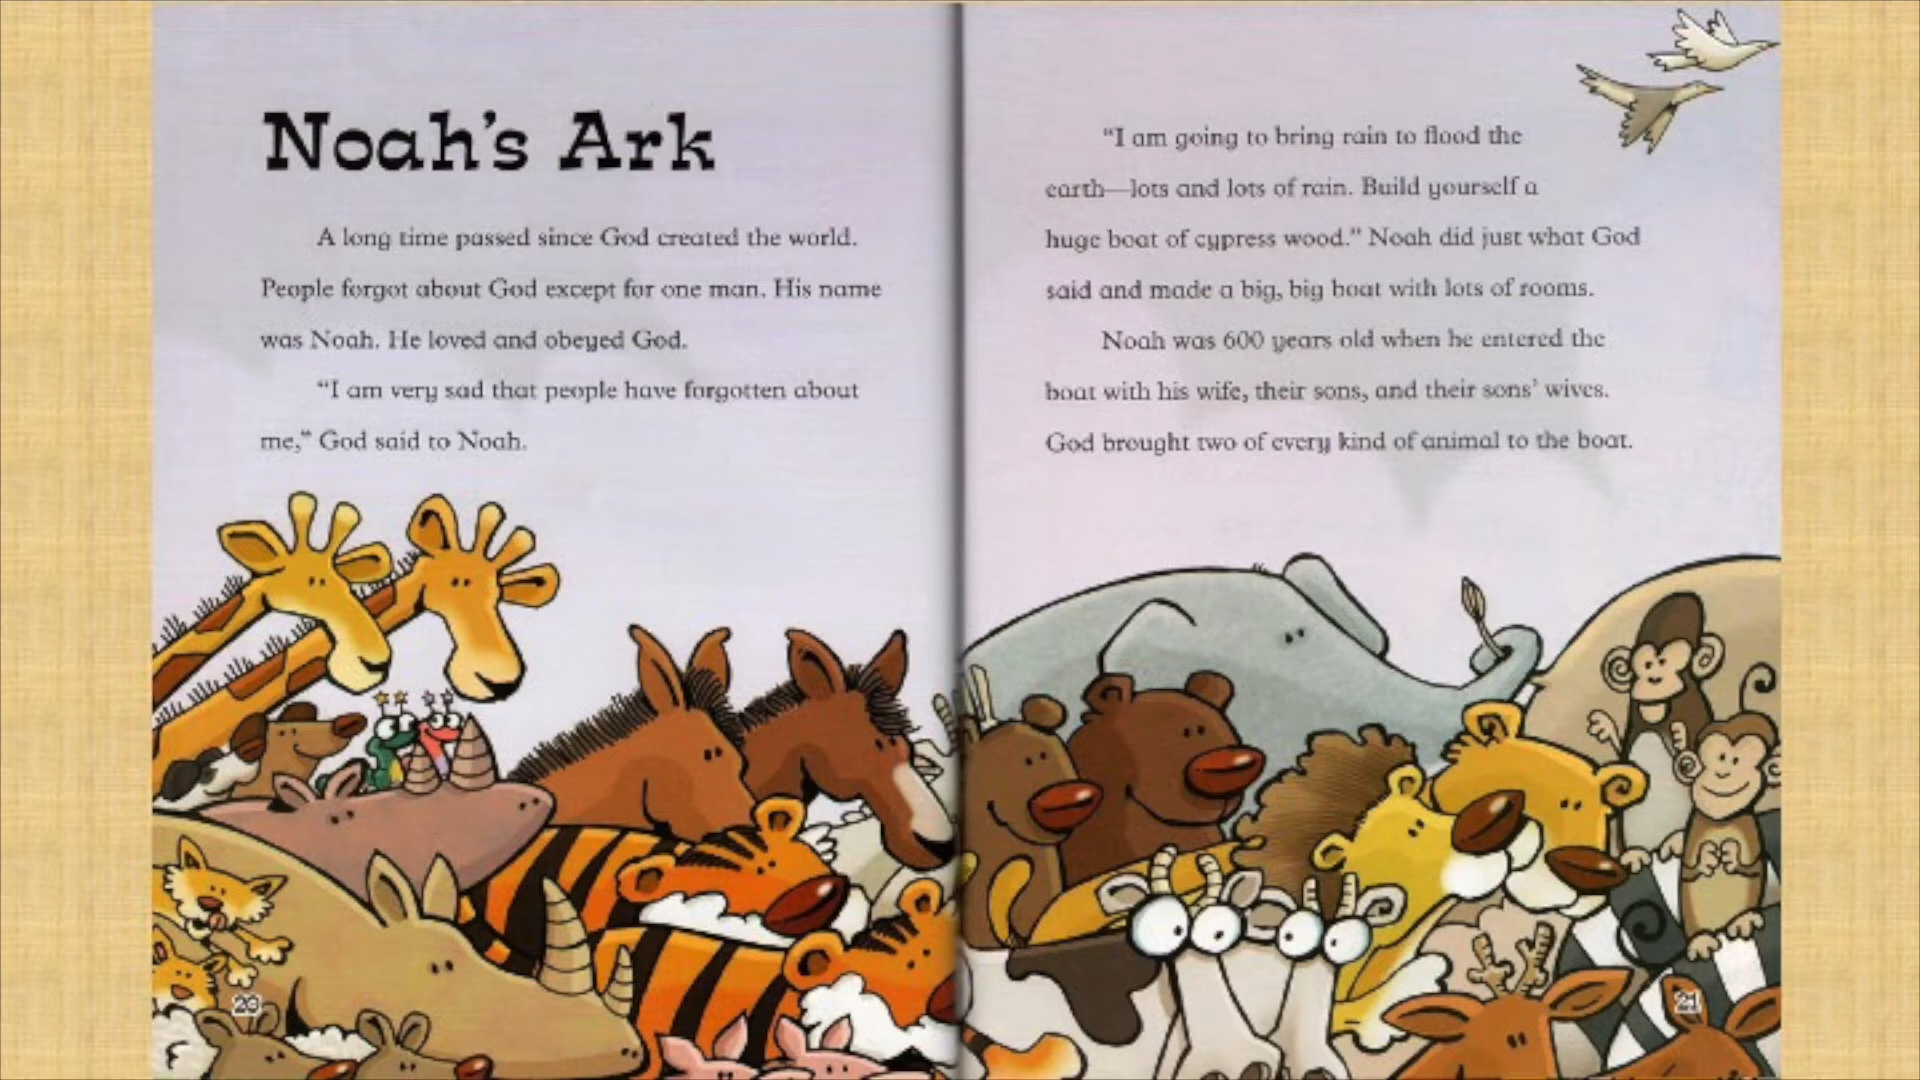 Noah's Ark
A long time passed since God created the world.
People forgot about God except for one man. His name
was Noah. He loved and obeyed God.
“I am very sad that people have forgotten about
me,” God said to Noah.
20
“I am going to bring rain to flood the
earth—lots and lots of rain. Build yourself a
huge boat of cypress wood.” Noah did just what God
said and made a big, big boat with lots of rooms.
Noah was 600 years old when he entered the
boat with his wife, their sons, and their sons’ wives.
God brought two of every kind of animal to the boat.
21